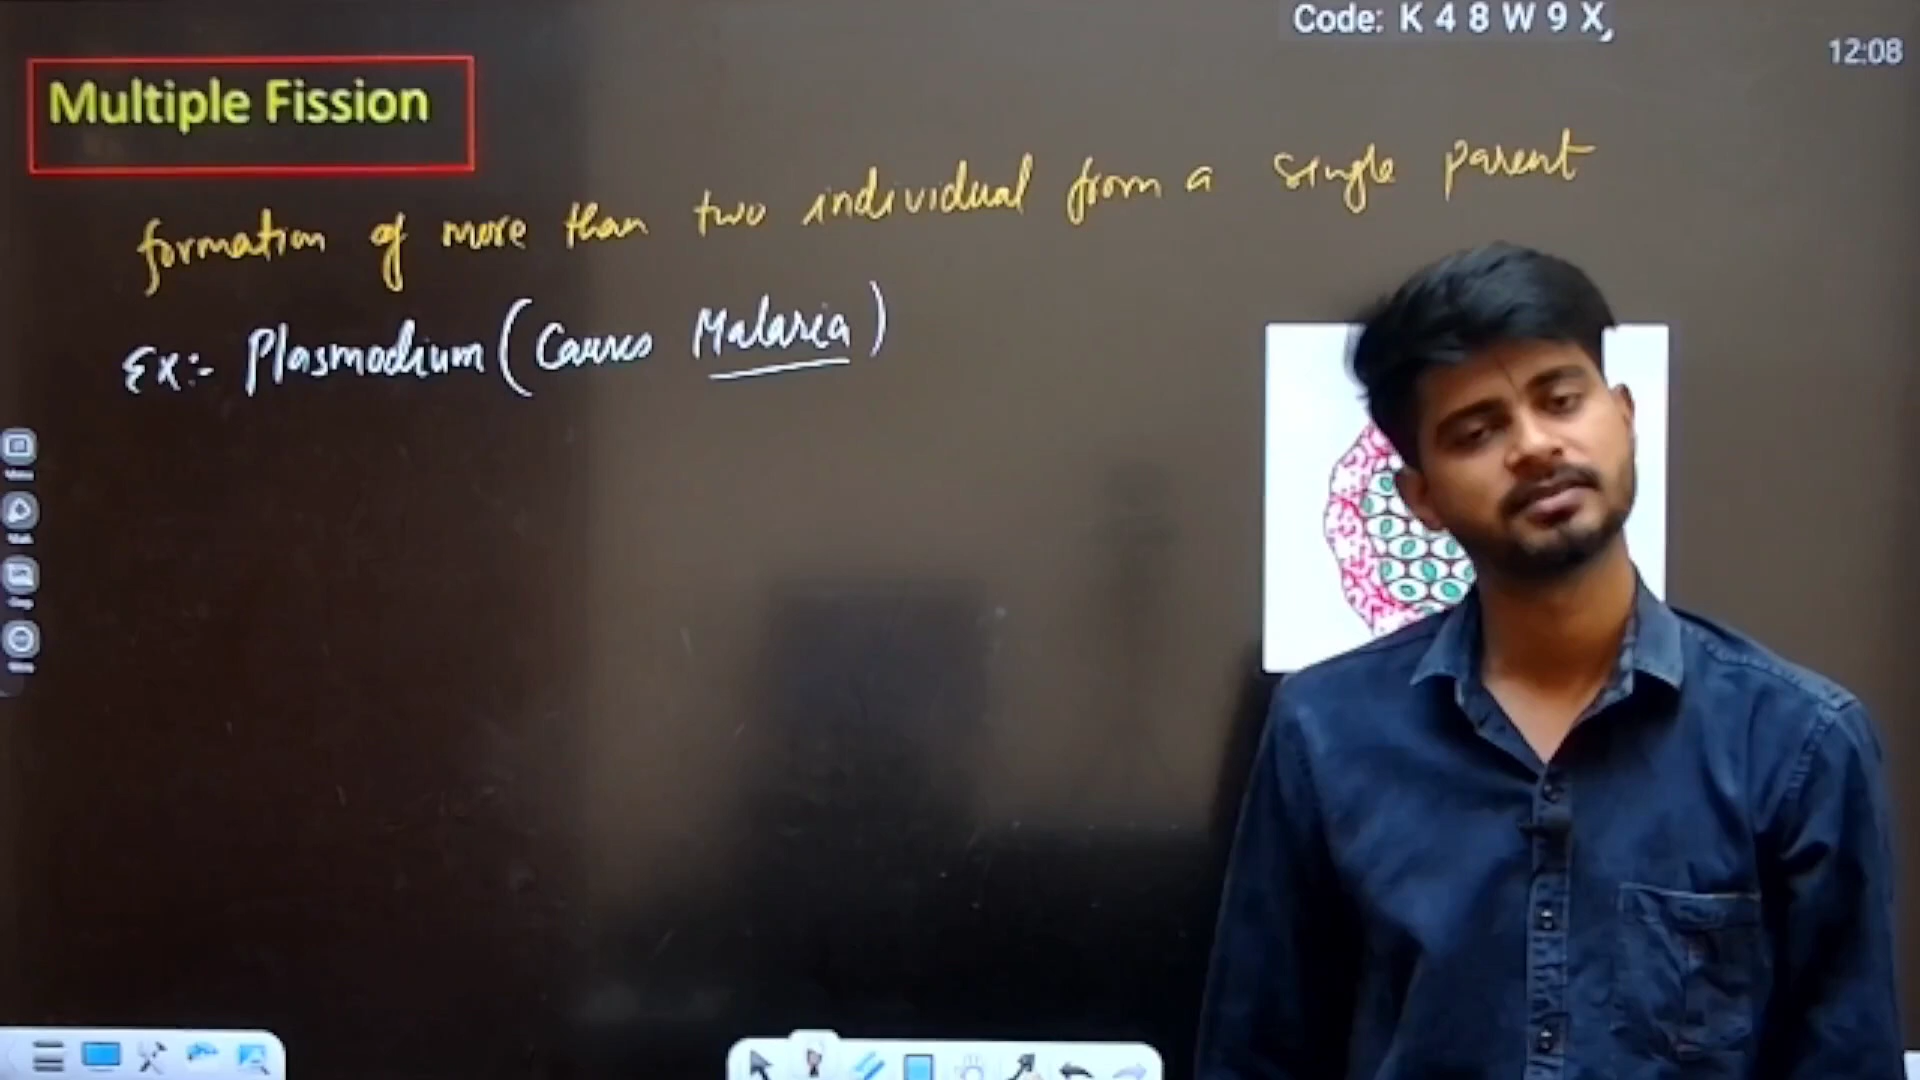 Code: K 4 8 W 9 X,
12:08
Multiple Fission
formation of more than two individual from a single parent
Ex:- Plasmodium (Causes Malaria)